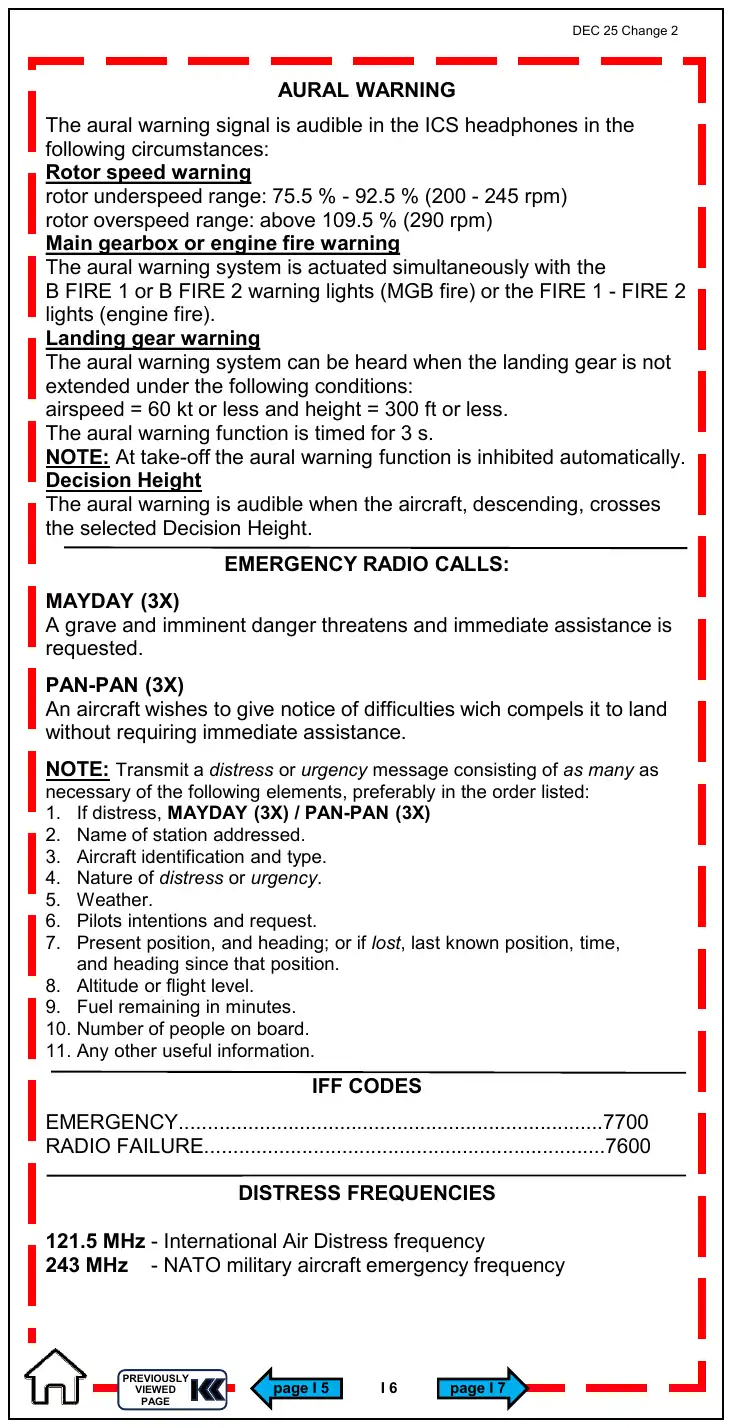 DEC 25 Change 2
AURAL WARNING
The aural warning signal is audible in the ICS headphones in the
following circumstances:
Rotor speed warning
rotor underspeed range: 75.5 % - 92.5 % (200 - 245 rpm)
rotor overspeed range: above 109.5 % (290 rpm)
Main gearbox or engine fire warning
The aural warning system is actuated simultaneously with the
B FIRE 1 or B FIRE 2 warning lights (MGB fire) or the FIRE 1 - FIRE 2
lights (engine fire).
Landing gear warning
The aural warning system can be heard when the landing gear is not
extended under the following conditions:
airspeed = 60 kt or less and height = 300 ft or less.
The aural warning function is timed for 3 s.
NOTE: At take-off the aural warning function is inhibited automatically.
Decision Height
The aural warning is audible when the aircraft, descending, crosses
the selected Decision Height.
EMERGENCY RADIO CALLS:
MAYDAY (3X)
A grave and imminent danger threatens and immediate assistance is
requested.
PAN-PAN (3X)
An aircraft wishes to give notice of difficulties wich compels it to land
without requiring immediate assistance.
NOTE: Transmit a distress or urgency message consisting of as many as
necessary of the following elements, preferably in the order listed:
1. If distress, MAYDAY (3X) / PAN-PAN (3X)
2. Name of station addressed.
3. Aircraft identification and type.
4. Nature of distress or urgency.
5. Weather.
6. Pilots intentions and request.
7. Present position, and heading; or if lost, last known position, time,
and heading since that position.
8. Altitude or flight level.
9. Fuel remaining in minutes.
10. Number of people on board.
11. Any other useful information.
IFF CODES
EMERGENCY.........................................................................7700
RADIO FAILURE.....................................................................7600
DISTRESS FREQUENCIES
121.5 MHz - International Air Distress frequency
243 MHz - NATO military aircraft emergency frequency
PREVIOUSLY
VIEWED
PAGE
page I 5
I 6
page I 7